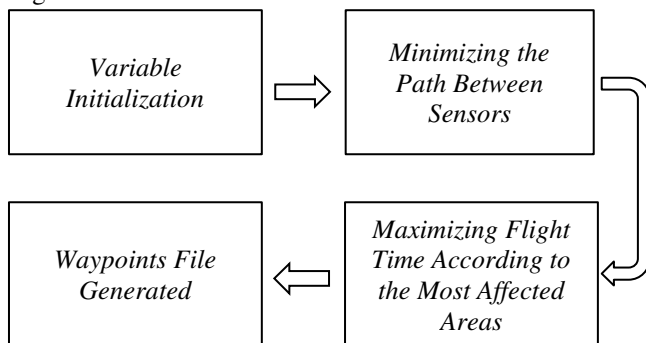 Variable
Initialization
Minimizing the
Path Between
Sensors
Maximizing Flight
Time According to
the Most Affected
Areas
Waypoints File
Generated